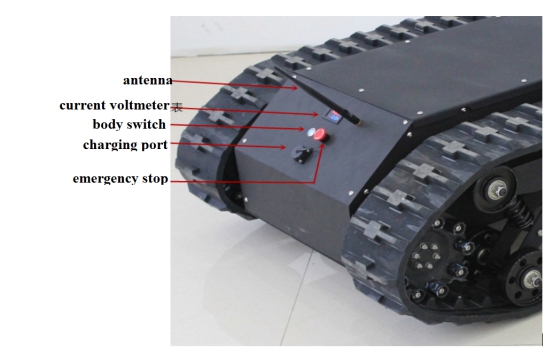 antenna
current voltmeter表
body switch
charging port
emergency stop